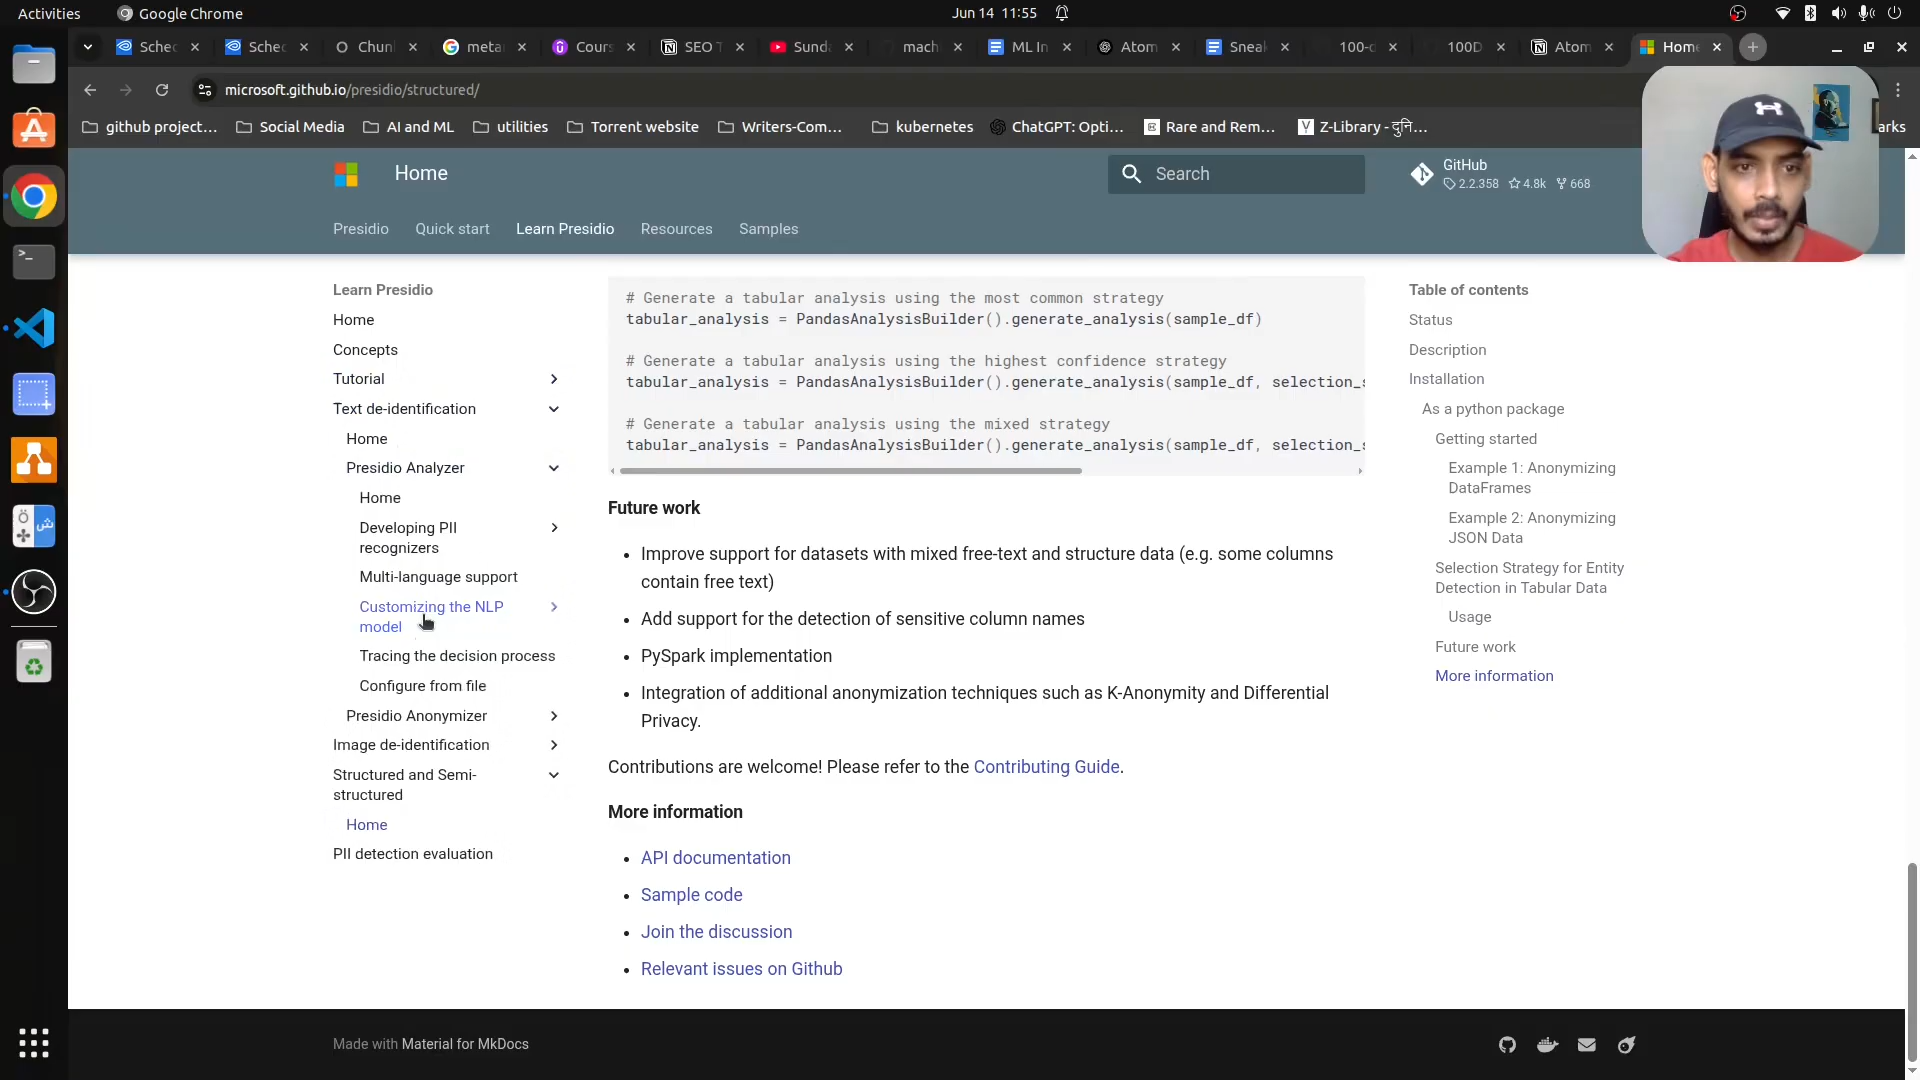 Activities
Google Chrome
Jun 14 11:55
Sched
Sched
Chunl
meta
Cours
SEO T
Sunda
mach
ML In
Atom
Sneal
100-d
100D
Atom
Home
microsoft.github.io/presidio/structured/
github project...
Social Media
AI and ML
utilities
Torrent website
Writers-Com...
kubernetes
ChatGPT: Opti...
Rare and Rem...
Z-Library - दुनि...
arks
Home
Search
GitHub
2.2.358 4.8k 668
Presidio
Quick start
Learn Presidio
Resources
Samples
Learn Presidio
Home
Concepts
Tutorial
Text de-identification
Home
Presidio Analyzer
Home
Developing PII
recognizers
Multi-language support
Customizing the NLP
model
Tracing the decision process
Configure from file
Presidio Anonymizer
Image de-identification
Structured and Semi-
structured
Home
PII detection evaluation
# Generate a tabular analysis using the most common strategy
tabular_analysis = PandasAnalysisBuilder().generate_analysis(sample_df)
# Generate a tabular analysis using the highest confidence strategy
tabular_analysis = PandasAnalysisBuilder().generate_analysis(sample_df, selection_s
# Generate a tabular analysis using the mixed strategy
tabular_analysis = PandasAnalysisBuilder().generate_analysis(sample_df, selection_s
Future work
• Improve support for datasets with mixed free-text and structure data (e.g. some columns
contain free text)
• Add support for the detection of sensitive column names
• PySpark implementation
• Integration of additional anonymization techniques such as K-Anonymity and Differential
Privacy.
Contributions are welcome! Please refer to the Contributing Guide.
More information
• API documentation
• Sample code
• Join the discussion
• Relevant issues on Github
Table of contents
Status
Description
Installation
As a python package
Getting started
Example 1: Anonymizing
DataFrames
Example 2: Anonymizing
JSON Data
Selection Strategy for Entity
Detection in Tabular Data
Usage
Future work
More information
Made with Material for MkDocs